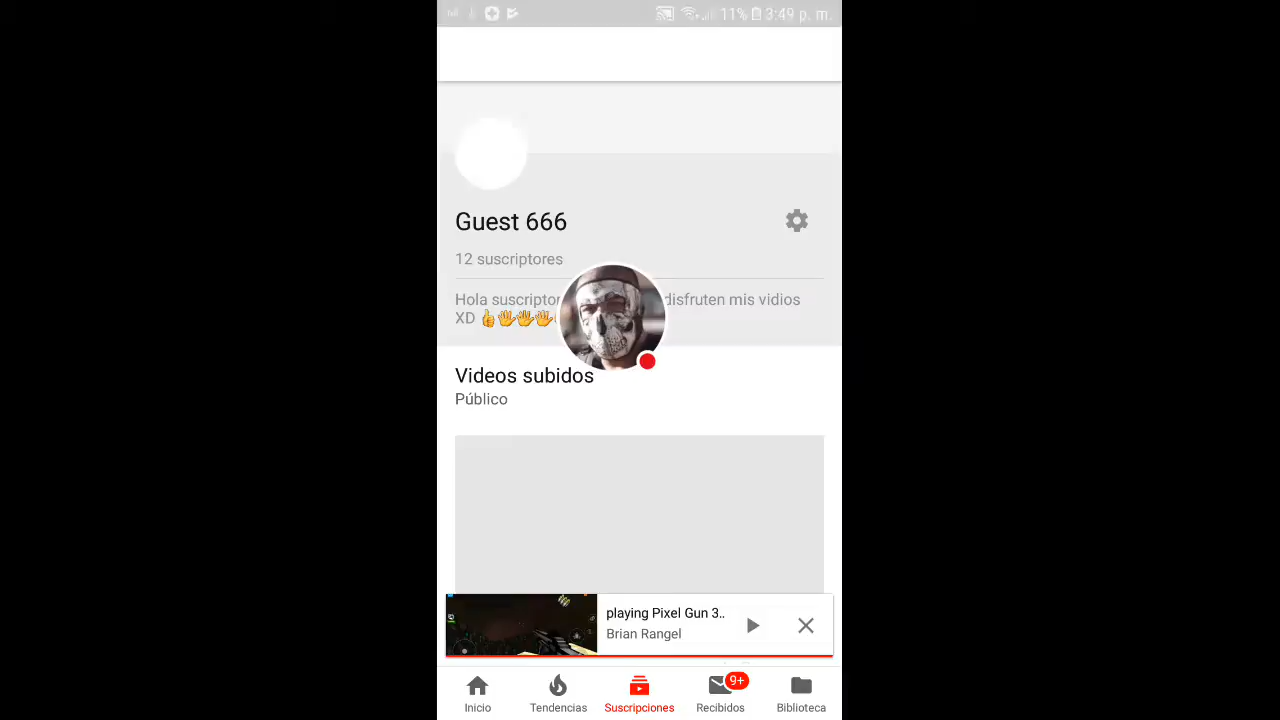 11% 3:49 p. m.
Guest 666
12 suscriptores
Hola suscriptor disfruten mis vidios
XD 👍🖐🖐🖐
Videos subidos
Público
playing Pixel Gun 3..
Brian Rangel
9+
Inicio Tendencias Suscripciones Recibidos Biblioteca